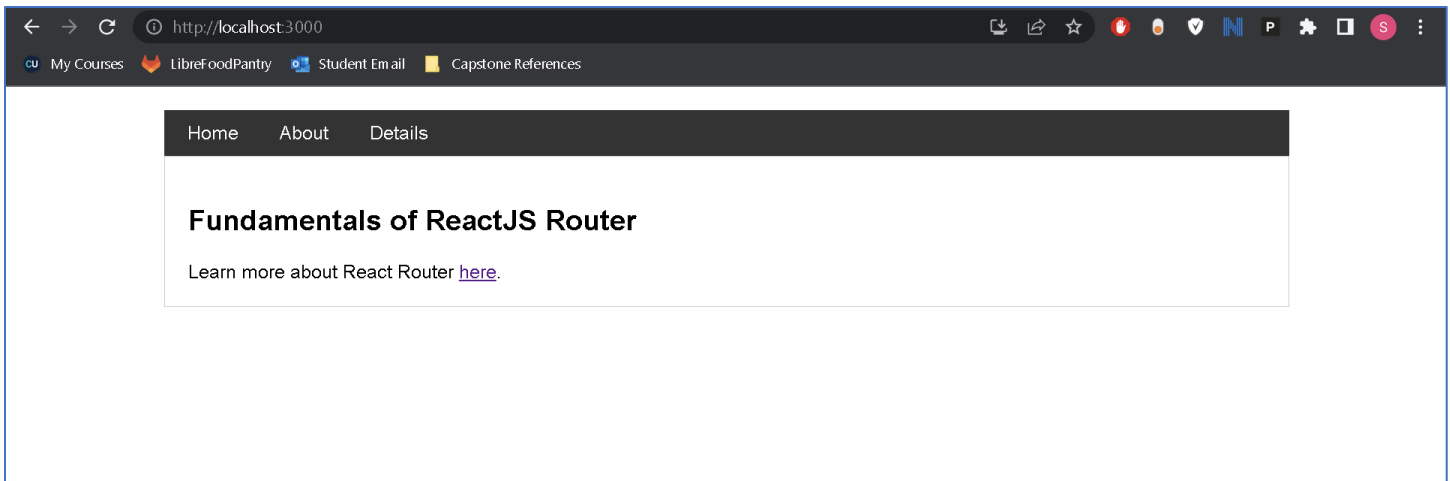 http://localhost:3000
P
S
CU My Courses LibreFoodPantry Student Email Capstone References
Home About Details
Fundamentals of ReactJS Router
Learn more about React Router here.